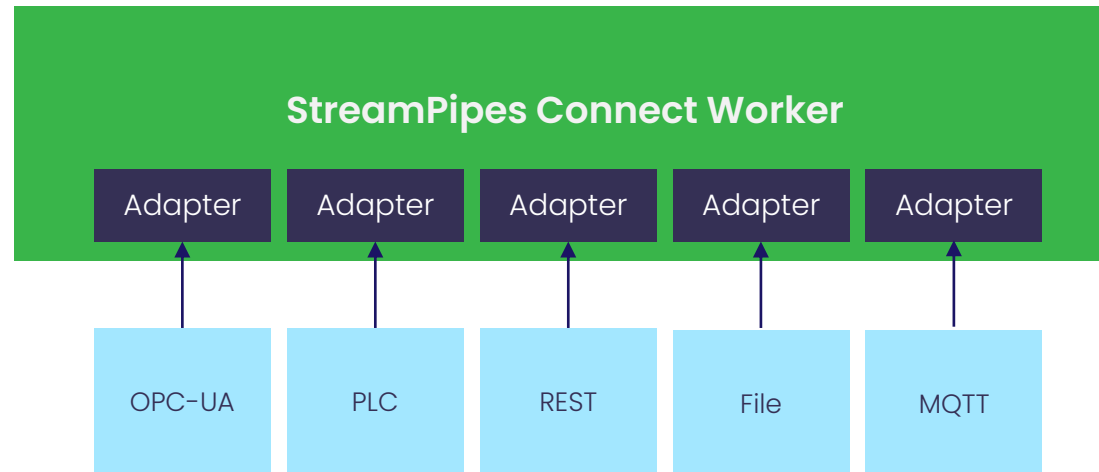 StreamPipes Connect Worker
Adapter Adapter Adapter Adapter Adapter
OPC-UA PLC REST File MQTT